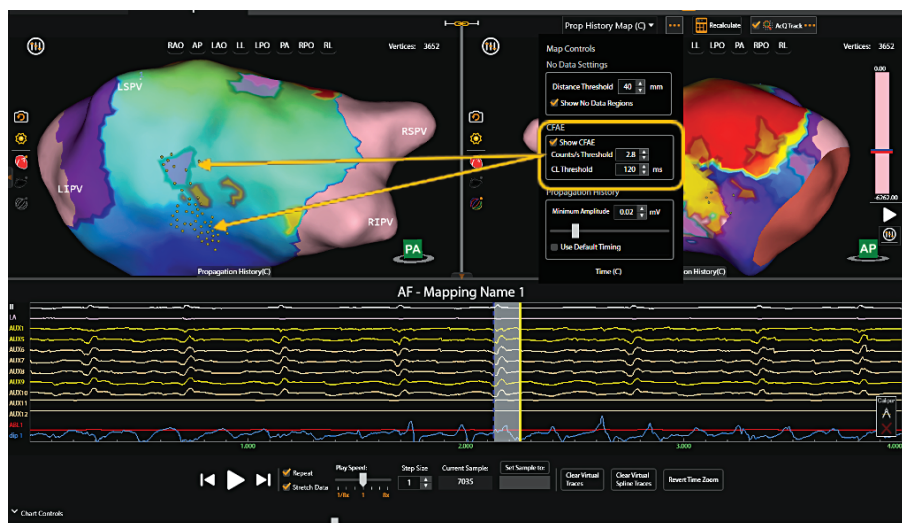 Prop History Map (C)
Recalculate
AcQTrack
RAO AP LAO LL LPO PA RPO RL
Vertices: 3652
LL LPO PA RPO RL
Vertices: 3652
Map Controls
No Data Settings
Distance Threshold 40 mm
Show No Data Regions
CFAE
Show CFAE
Counts/s Threshold 2.8
CL Threshold 120 ms
Propagation History
Minimum Amplitude 0.02 mV
Use Default Timing
Time (C)
0.00
-6262.00
LSPV
RSPV
LIPV
RIPV
PA
AP
Propagation History(C)
n History(C)
AF - Mapping Name 1
II
LA
AUX1
AUX5
AUX6
AUX7
AUX8
AUX9
AUX10
AUX11
AUX12
ABL1
dip 1
1.000
2.000
3.000
4.000
Repeat
Stretch Data
Play Speed:
1/8x 1 8x
Step Size
1
Current Sample:
7035
Set Sample to:
Clear Virtual
Traces
Clear Virtual
Spline Traces
Revert Time Zoom
Chart Controls